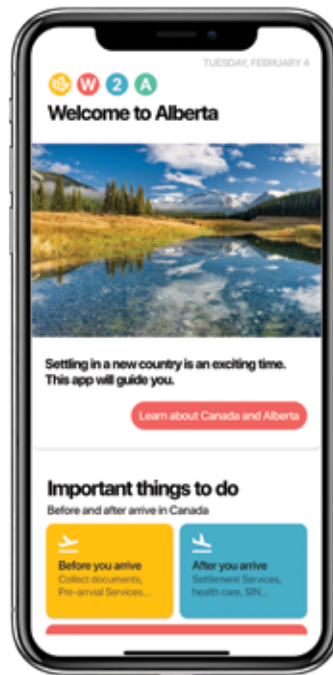 TUESDAY, FEBRUARY 4
W 2 A
Welcome to Alberta
Settling in a new country is an exciting time.
This app will guide you.
Learn about Canada and Alberta
Important things to do
Before and after arrive in Canada
Before you arrive
Collect documents,
Pre-arrvial Services...
After you arrive
Settlement Services,
health care, SIN...